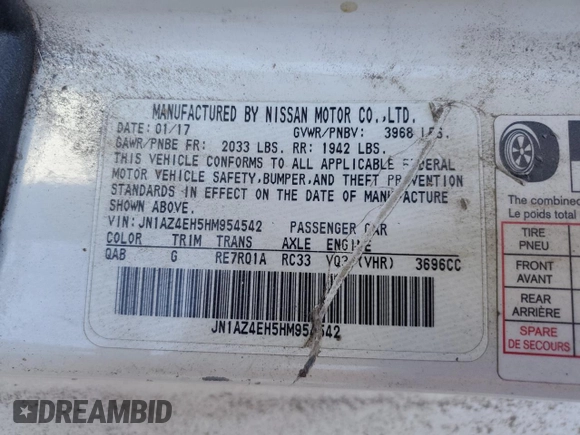 MANUFACTURED BY NISSAN MOTOR CO.,LTD.
DATE: 01/17 GVWR/PNBV: 3968 LBS.
GAWR/PNBE FR: 2033 LBS. RR: 1942 LBS.
THIS VEHICLE CONFORMS TO ALL APPLICABLE FEDERAL
MOTOR VEHICLE SAFETY,BUMPER,AND THEFT PREVENTION
STANDARDS IN EFFECT ON THE DATE OF MANUFACTURE
SHOWN ABOVE.
VIN: JN1AZ4EH5HM954542 PASSENGER CAR
COLOR TRIM TRANS AXLE ENGINE
QAB G RE7R01A RC33 (VHR) 3696CC
JN1AZ4EH5HM954542
The combined
Le poids total
TIRE
PNEU
FRONT
AVANT
REAR
ARRIÈRE
SPARE
DE SECOURS
DREAMBID